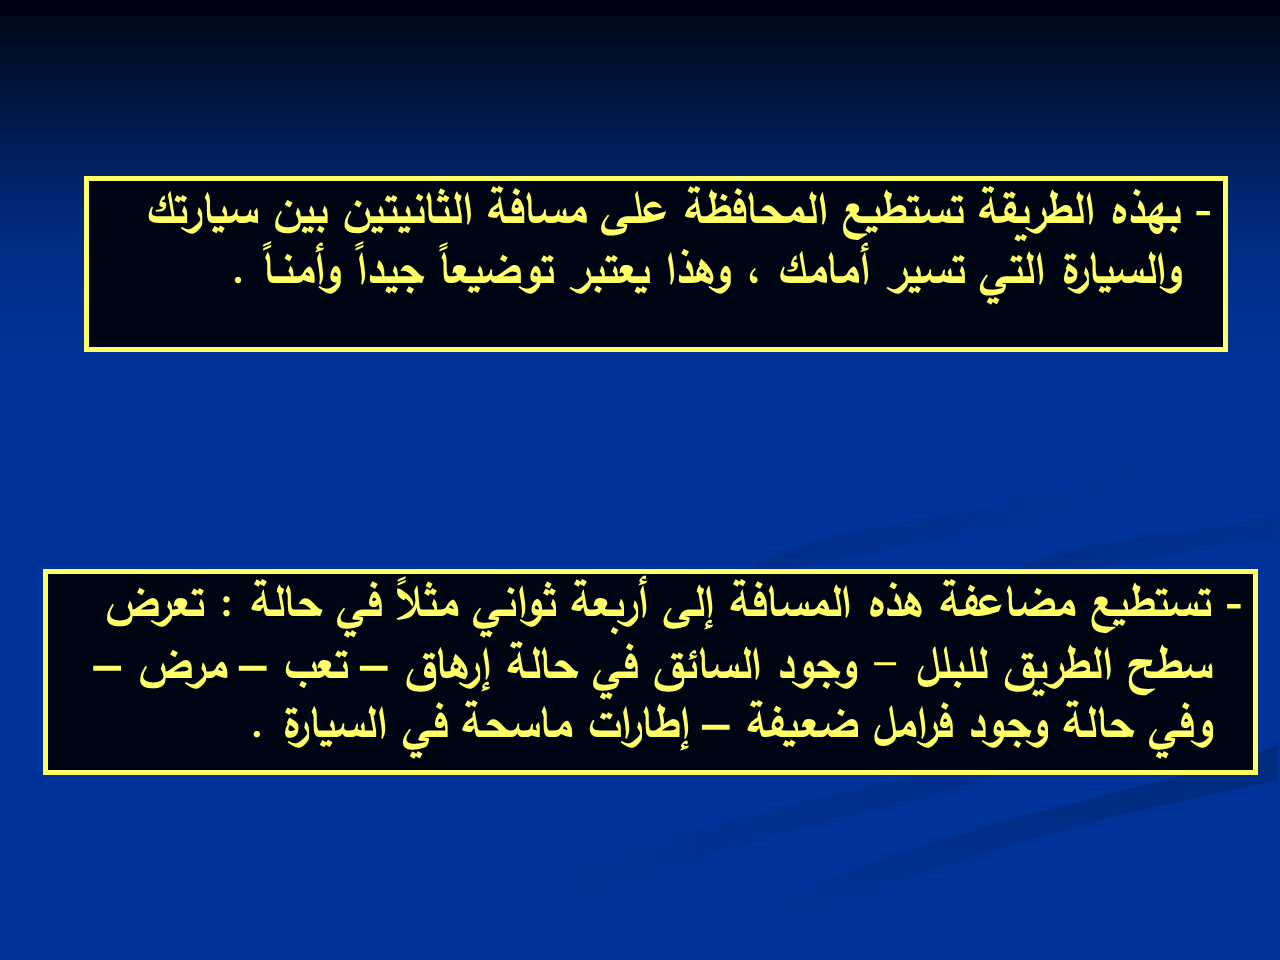 - بهذه الطريقة تستطيع المحافظة على مسافة الثانيتين بين سيارتك
والسيارة التي تسير أمامك ، وهذا يعتبر توضيعاً جيداً وأمنـاً .
- تستطيع مضاعفة هذه المسافة إلى أربعة ثواني مثلاً في حالة : تعرض
سطح الطريق للبلل – وجود السائق في حالة إرهاق – تعب – مرض –
وفي حالة وجود فرامل ضعيفة – إطارات ماسحة في السيارة .